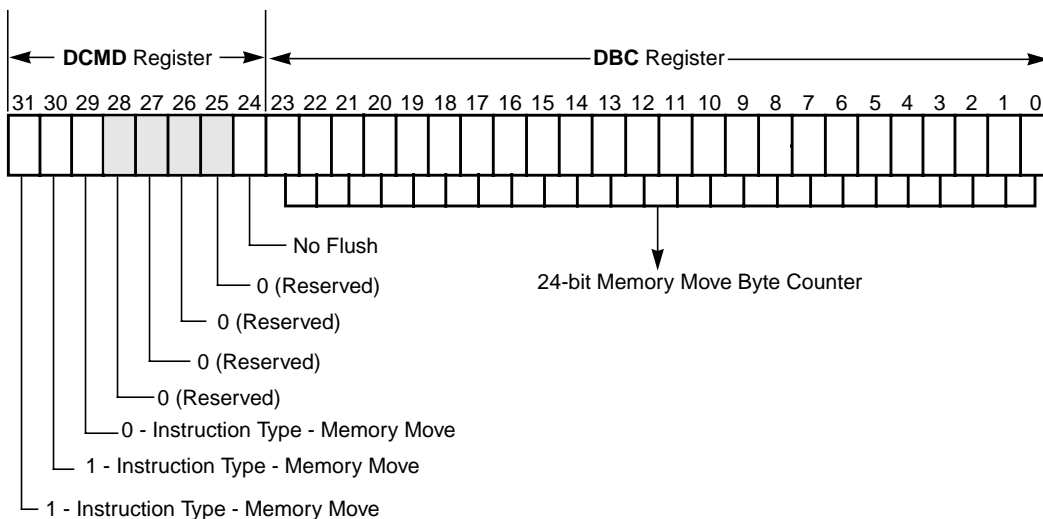 DCMD Register DBC Register
31 30 29 28 27 26 25 24 23 22 21 20 19 18 17 16 15 14 13 12 11 10 9 8 7 6 5 4 3 2 1 0
No Flush
24-bit Memory Move Byte Counter
0 (Reserved)
0 (Reserved)
0 (Reserved)
0 (Reserved)
0 - Instruction Type - Memory Move
1 - Instruction Type - Memory Move
1 - Instruction Type - Memory Move